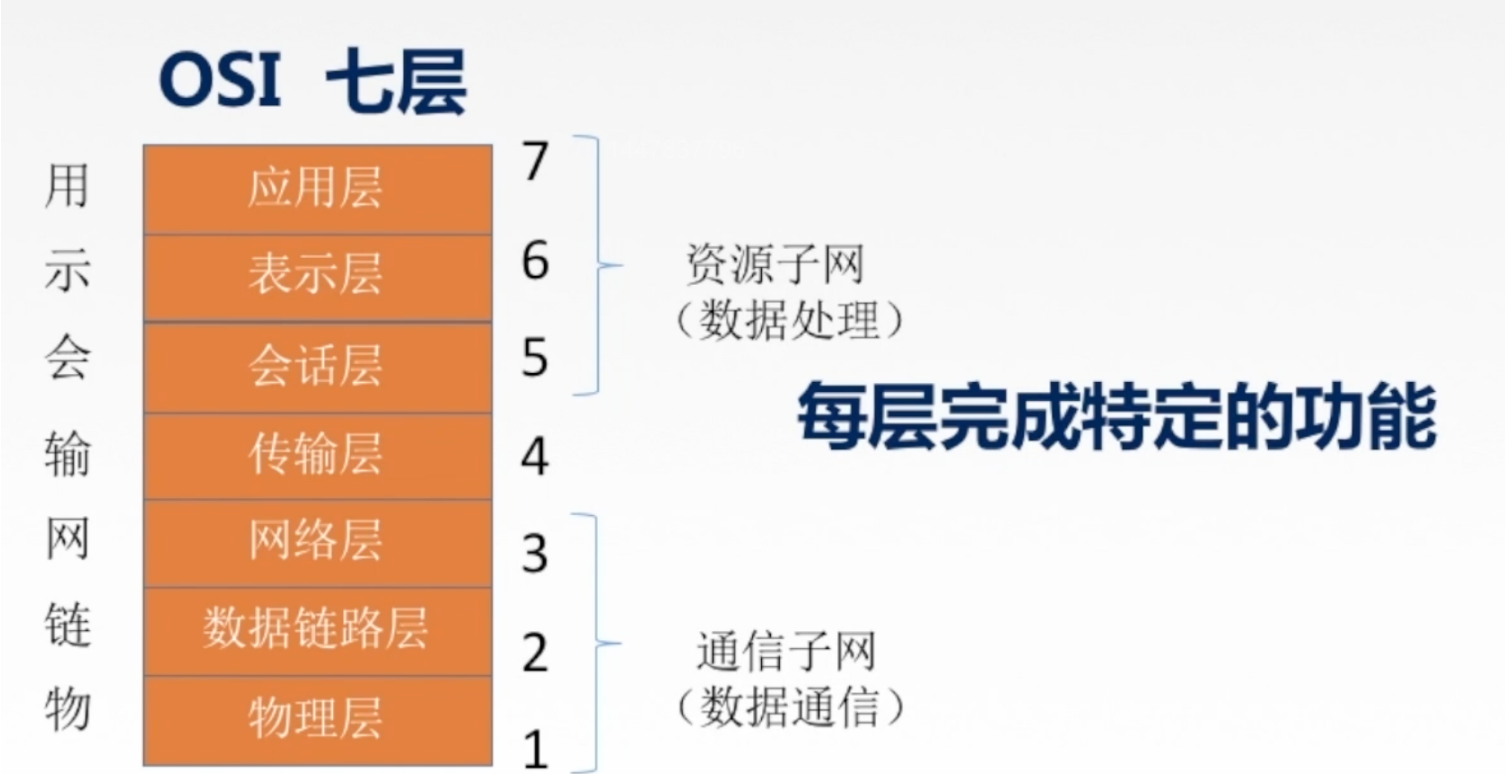 OSI 七层
用 应用层 7
示 表示层 6
会 会话层 5
输 传输层 4
网 网络层 3
链 数据链路层 2
物 物理层 1
资源子网
（数据处理）
每层完成特定的功能
通信子网
（数据通信）